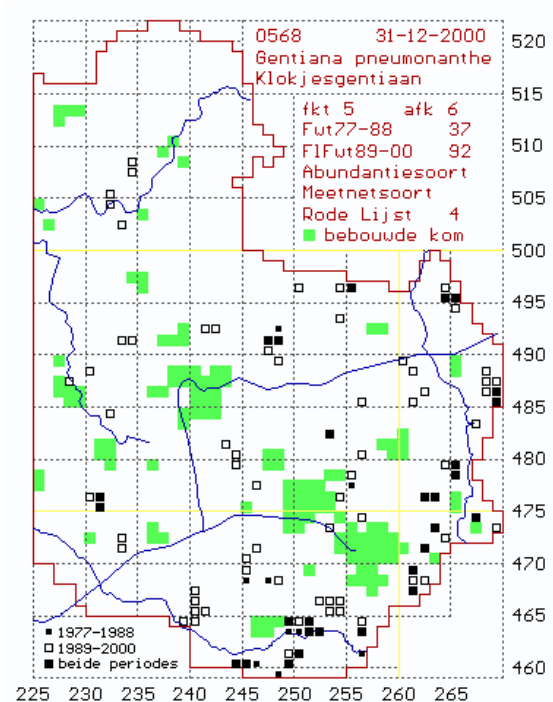 0568 31-12-2000
Gentiana pneumonanthe
Klokjesgentiaan
fkt 5 afk 6
Fwt77-88 37
FlFwt89-00 92
Abundantiesoort
Meetnetsoort
Rode Lijst 4
bebouwde kom
520
515
510
505
500
495
490
485
480
475
470
465
460
1977-1988
1989-2000
beide periodes
225 230 235 240 245 250 255 260 265